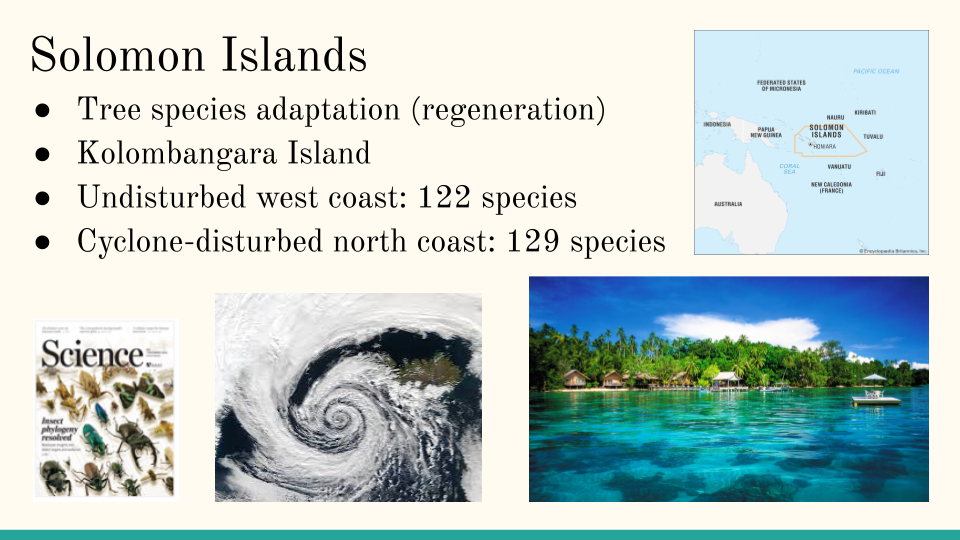 Solomon Islands
● Tree species adaptation (regeneration)
● Kolombangara Island
● Undisturbed west coast: 122 species
● Cyclone-disturbed north coast: 129 species
PACIFIC OCEAN
FEDERATED STATES
OF MICRONESIA
NAURU
KIRIBATI
INDONESIA
PAPUA
NEW GUINEA
SOLOMON
ISLANDS
HONIARA
TUVALU
CORAL
SEA
VANUATU
FIJI
NEW CALEDONIA
(FRANCE)
AUSTRALIA
© Encyclopædia Britannica, Inc.
Science
Insect
phylogeny
resolved